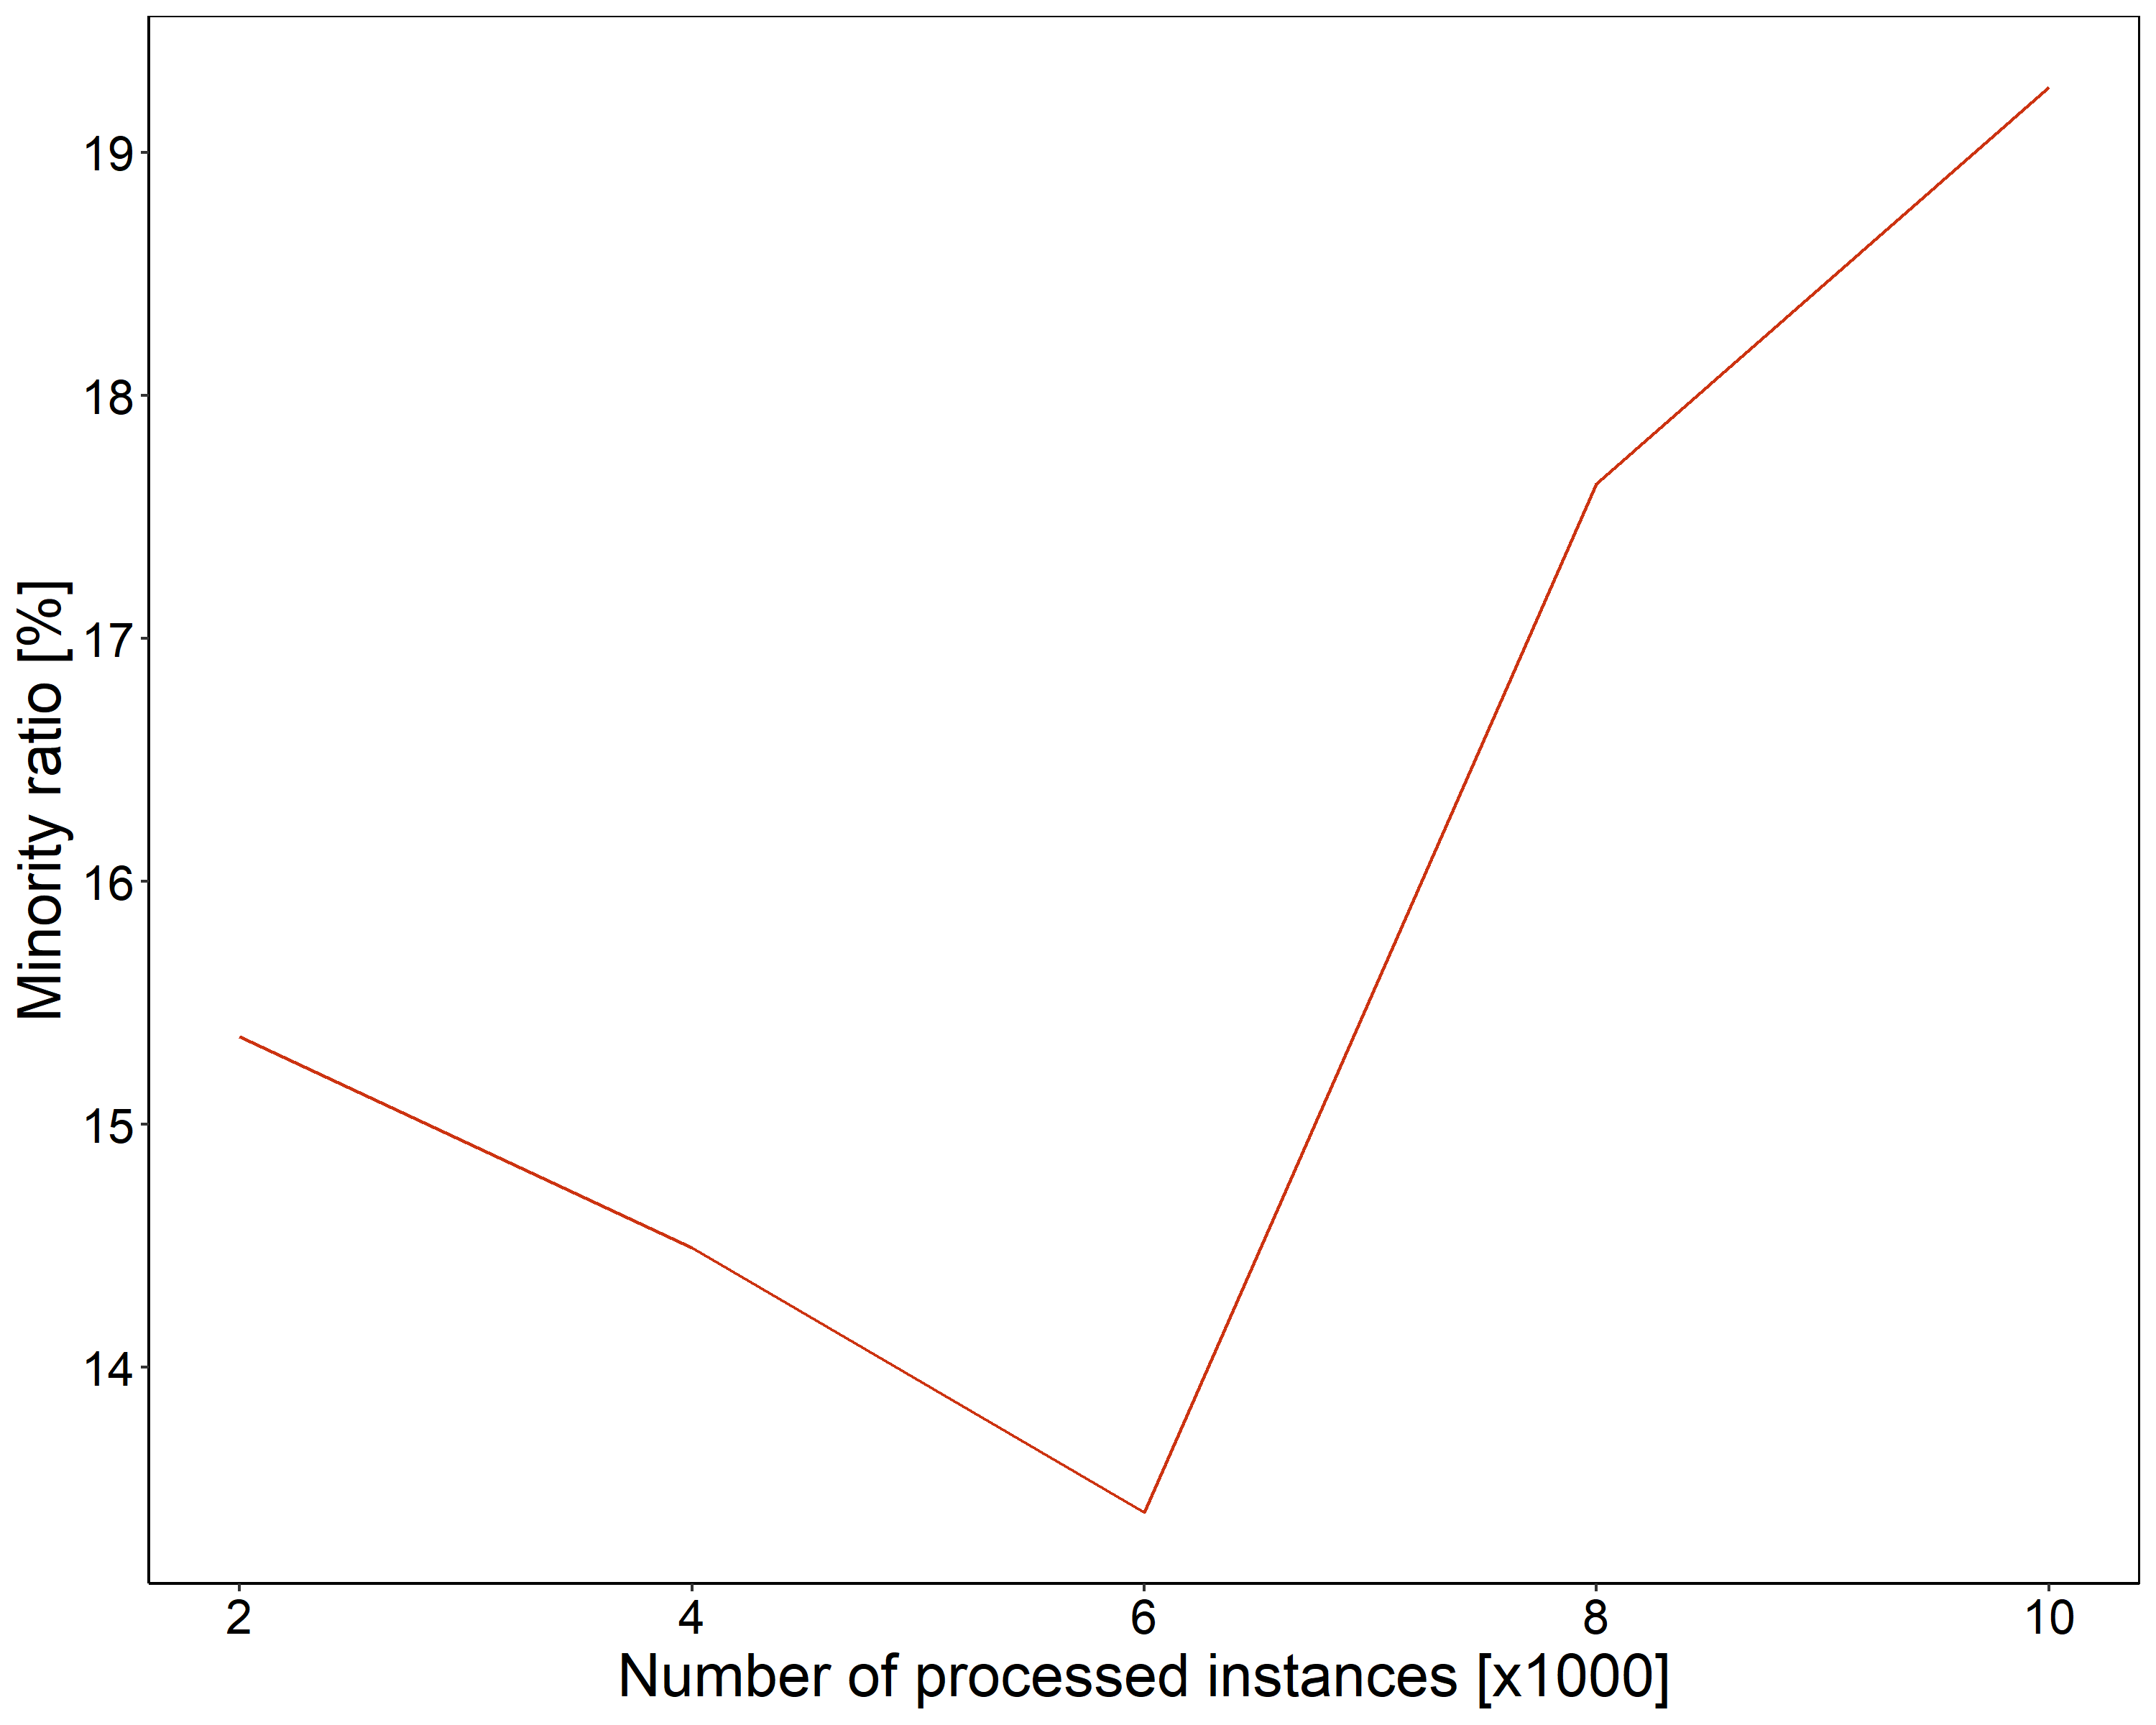 Minority ratio [%]
19
18
17
16
15
14
2 4 6 8 10
Number of processed instances [x1000]